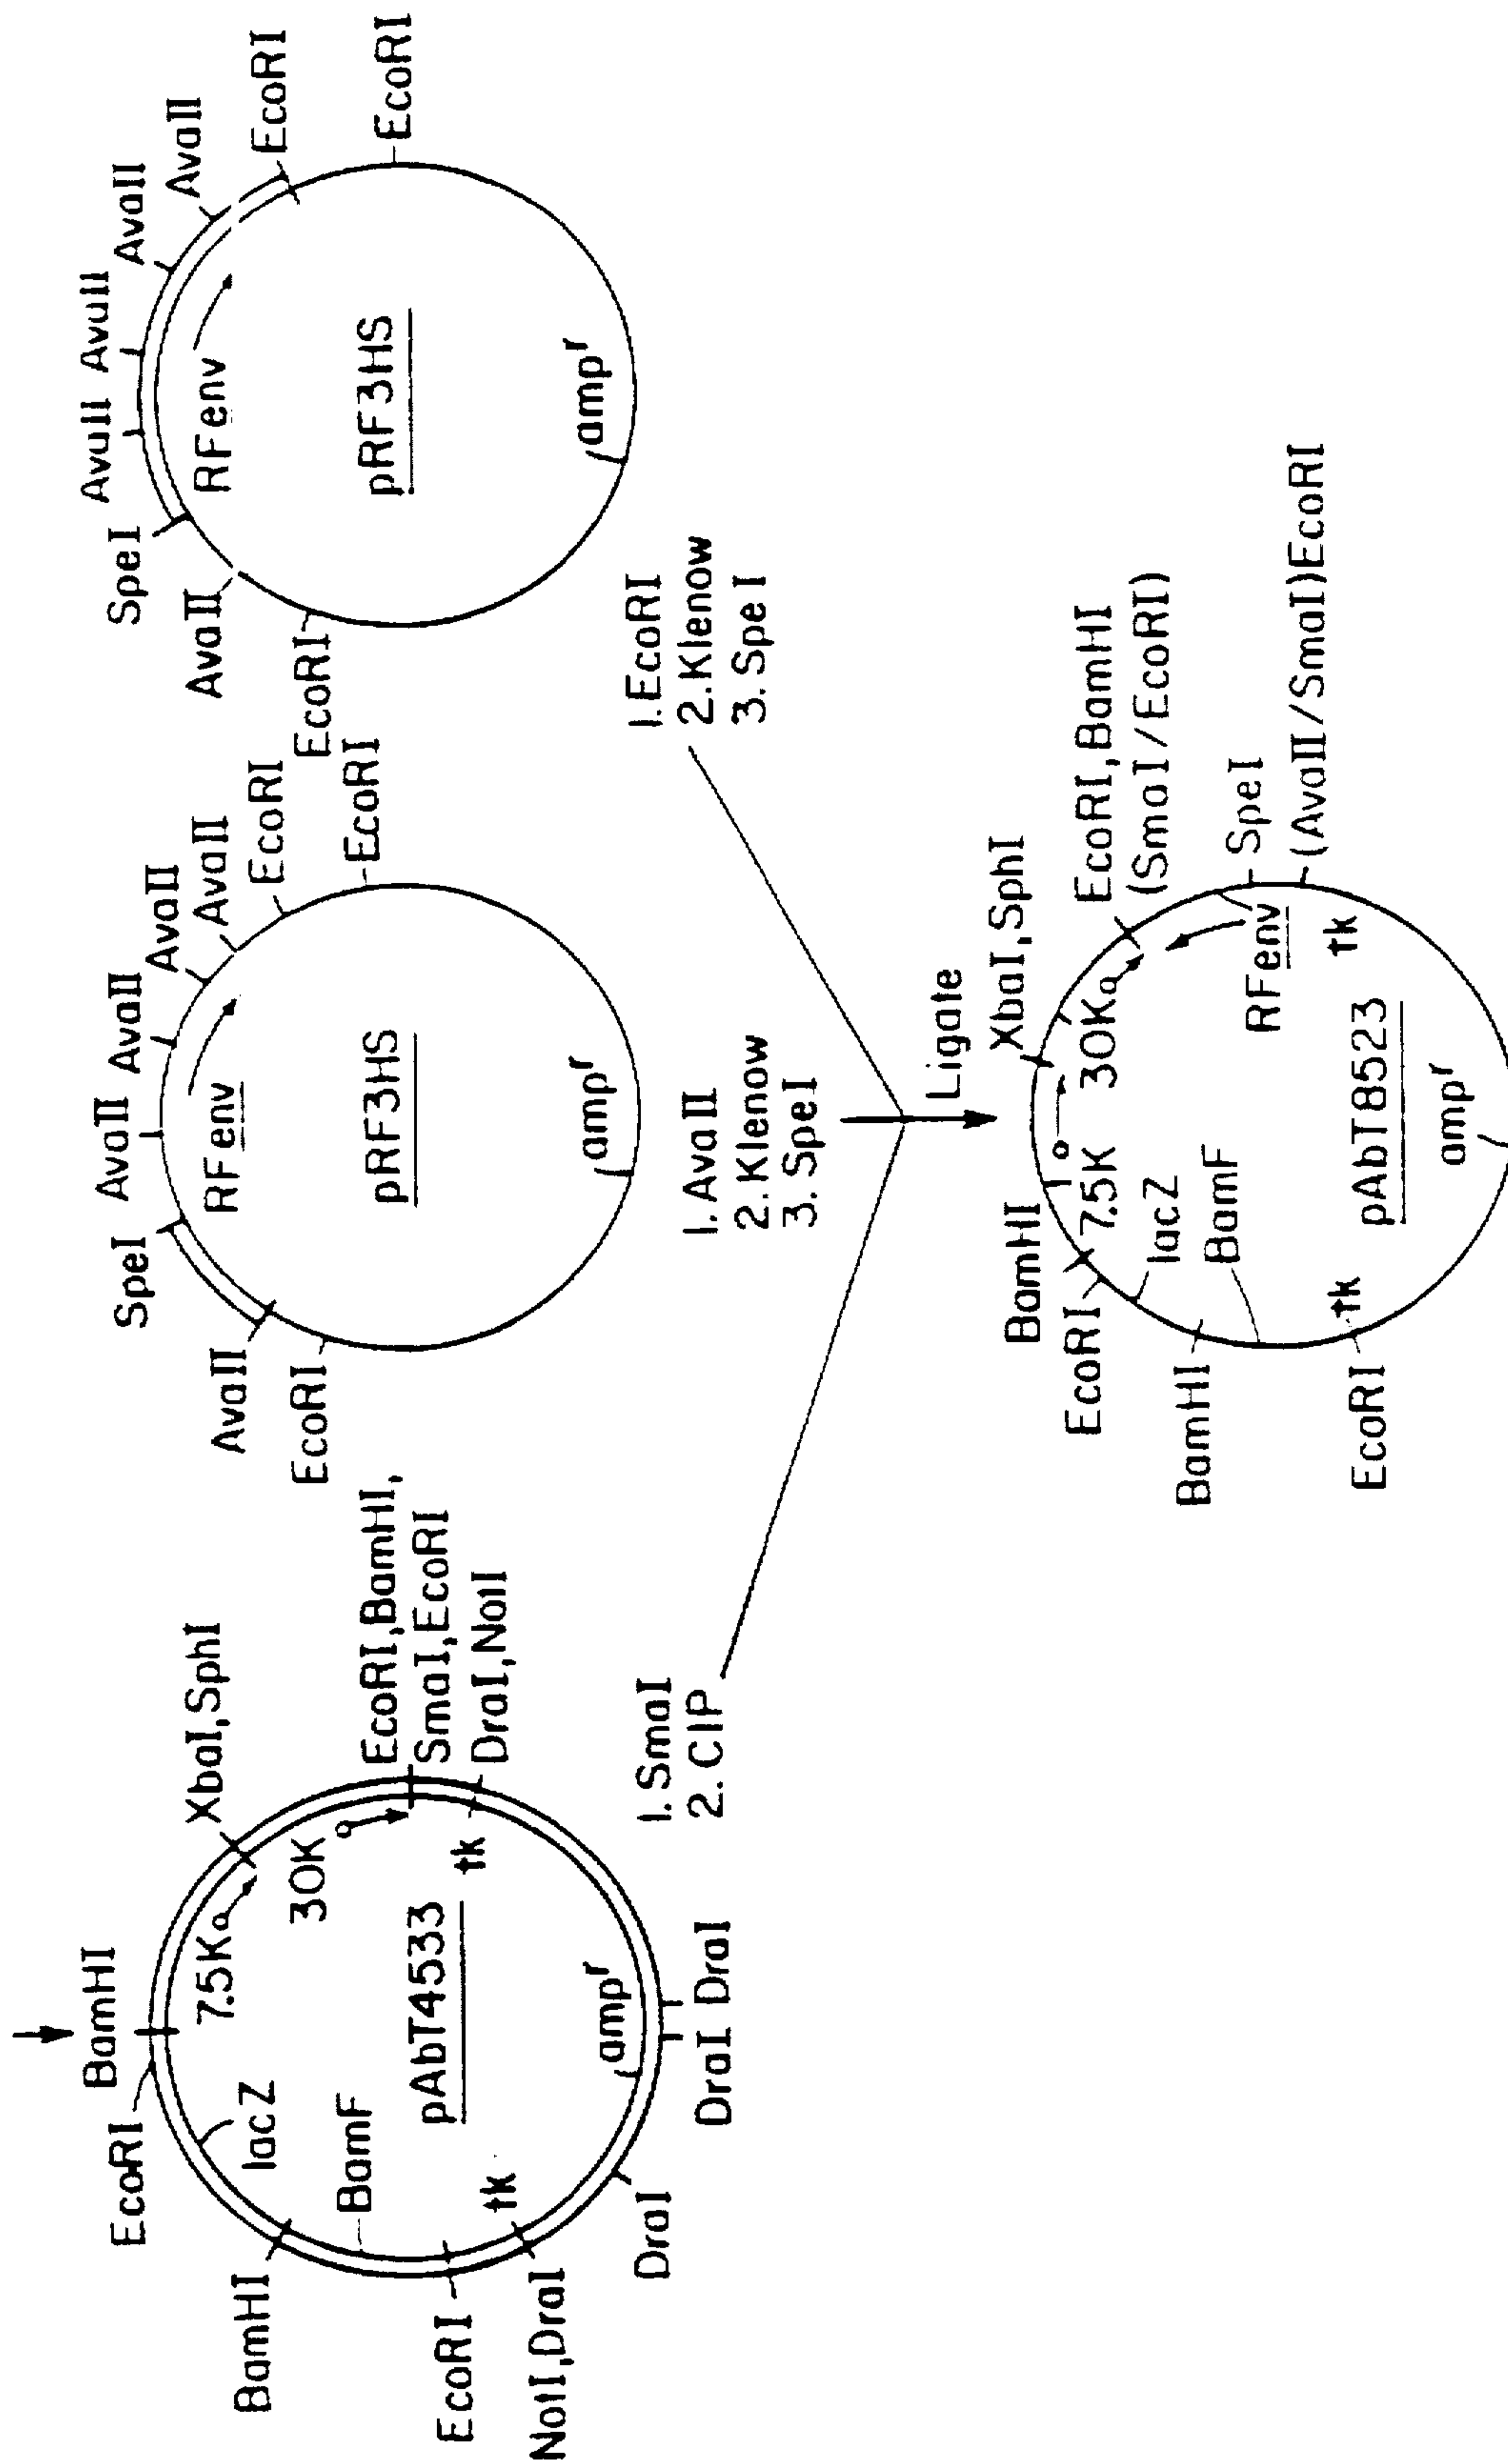 BamHI
EcoRI
XbaI,SphI
7.5K
lacZ
30K
BamHI
BamF
EcoRI,BamHI,
SmaI,EcoRI
pAbT4533
EcoRI
tk
tk
DraI,NotI
NotI,DraI
amp^r
DraI
DraI DraI
1.SmaI
2.CIP
SpeI
AvaII
AvaII
AvaII
AvaII
AvaII
EcoRI
EcoRI
EcoRI
RFenv
pRF3HS
amp^r
1.AvaII
2.Klenow
3.SpeI
SpeI
AvaII
AvaII
AvaII
AvaII
AvaII
EcoRI
EcoRI
EcoRI
RFenv
pRF3HS
amp^r
1.EcoRI
2.Klenow
3.SpeI
Ligate
BamHI
XbaI,SphI
EcoRI
7.5K
30K
EcoRI,BamHI
(SmaI/EcoRI)
lacZ
BamHI
BamF
RFenv
SpeI
(AvaII/SmaI)EcoRI
EcoRI
tk
tk
pAbT8523
amp^r